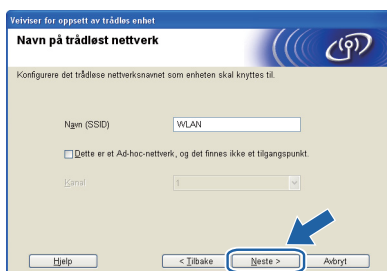 Veiviser for oppsett av trådløs enhet
Navn på trådløst nettverk
Konfigurere det trådløse nettverksnavnet som enheten skal knyttes til.
Navn (SSID)
WLAN
Dette er et Ad-hoc-nettverk, og det finnes ikke et tilgangspunkt.
Kanal
1
Hjelp
< Tilbake
Neste >
Avbryt